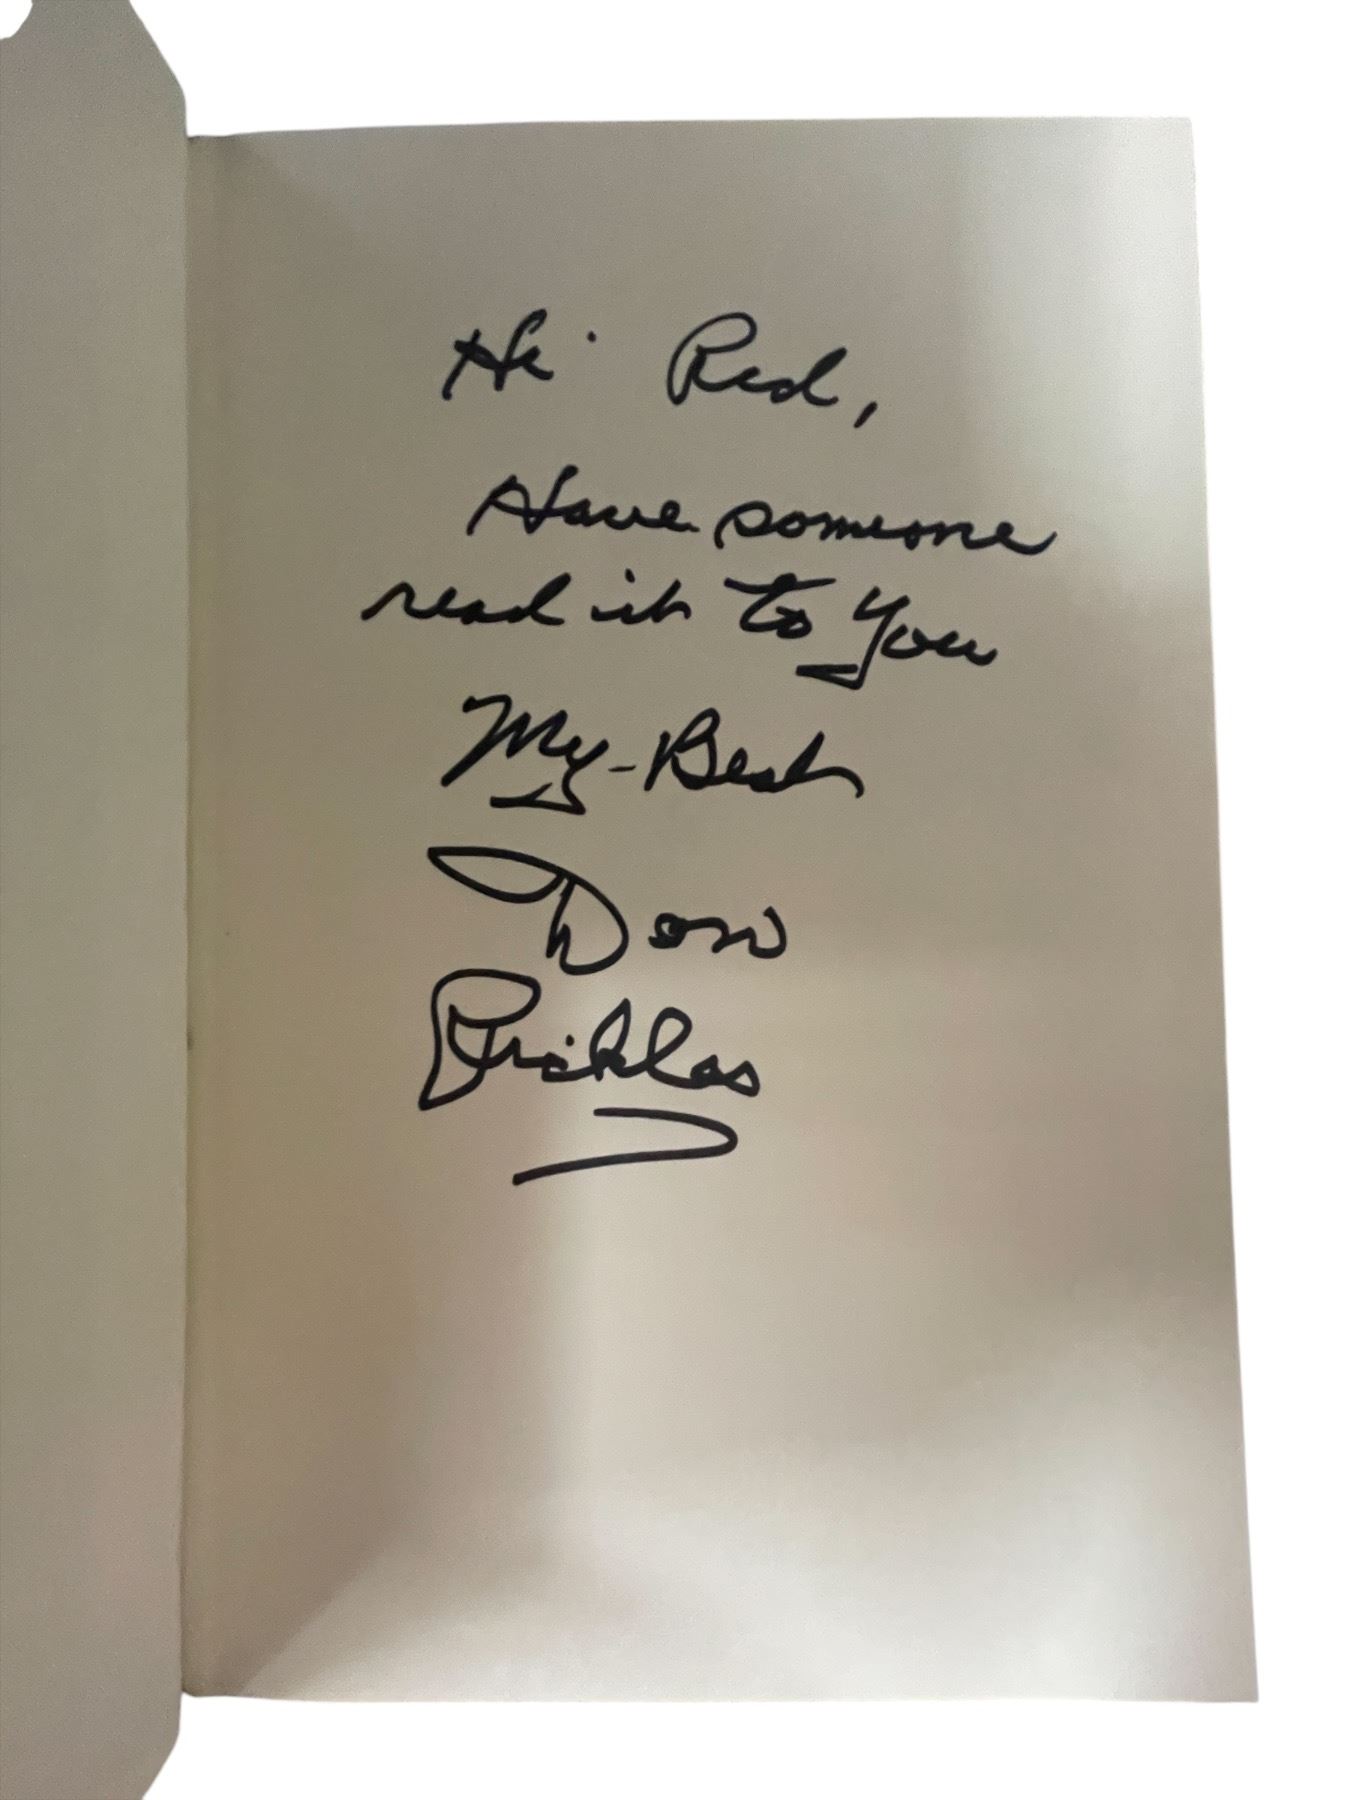 Hi Red,
Have someone
read it to you
My-Best
Don
Rickles